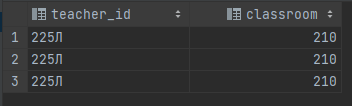 teacher_id classroom
1 225Л 210
2 225Л 210
3 225Л 210